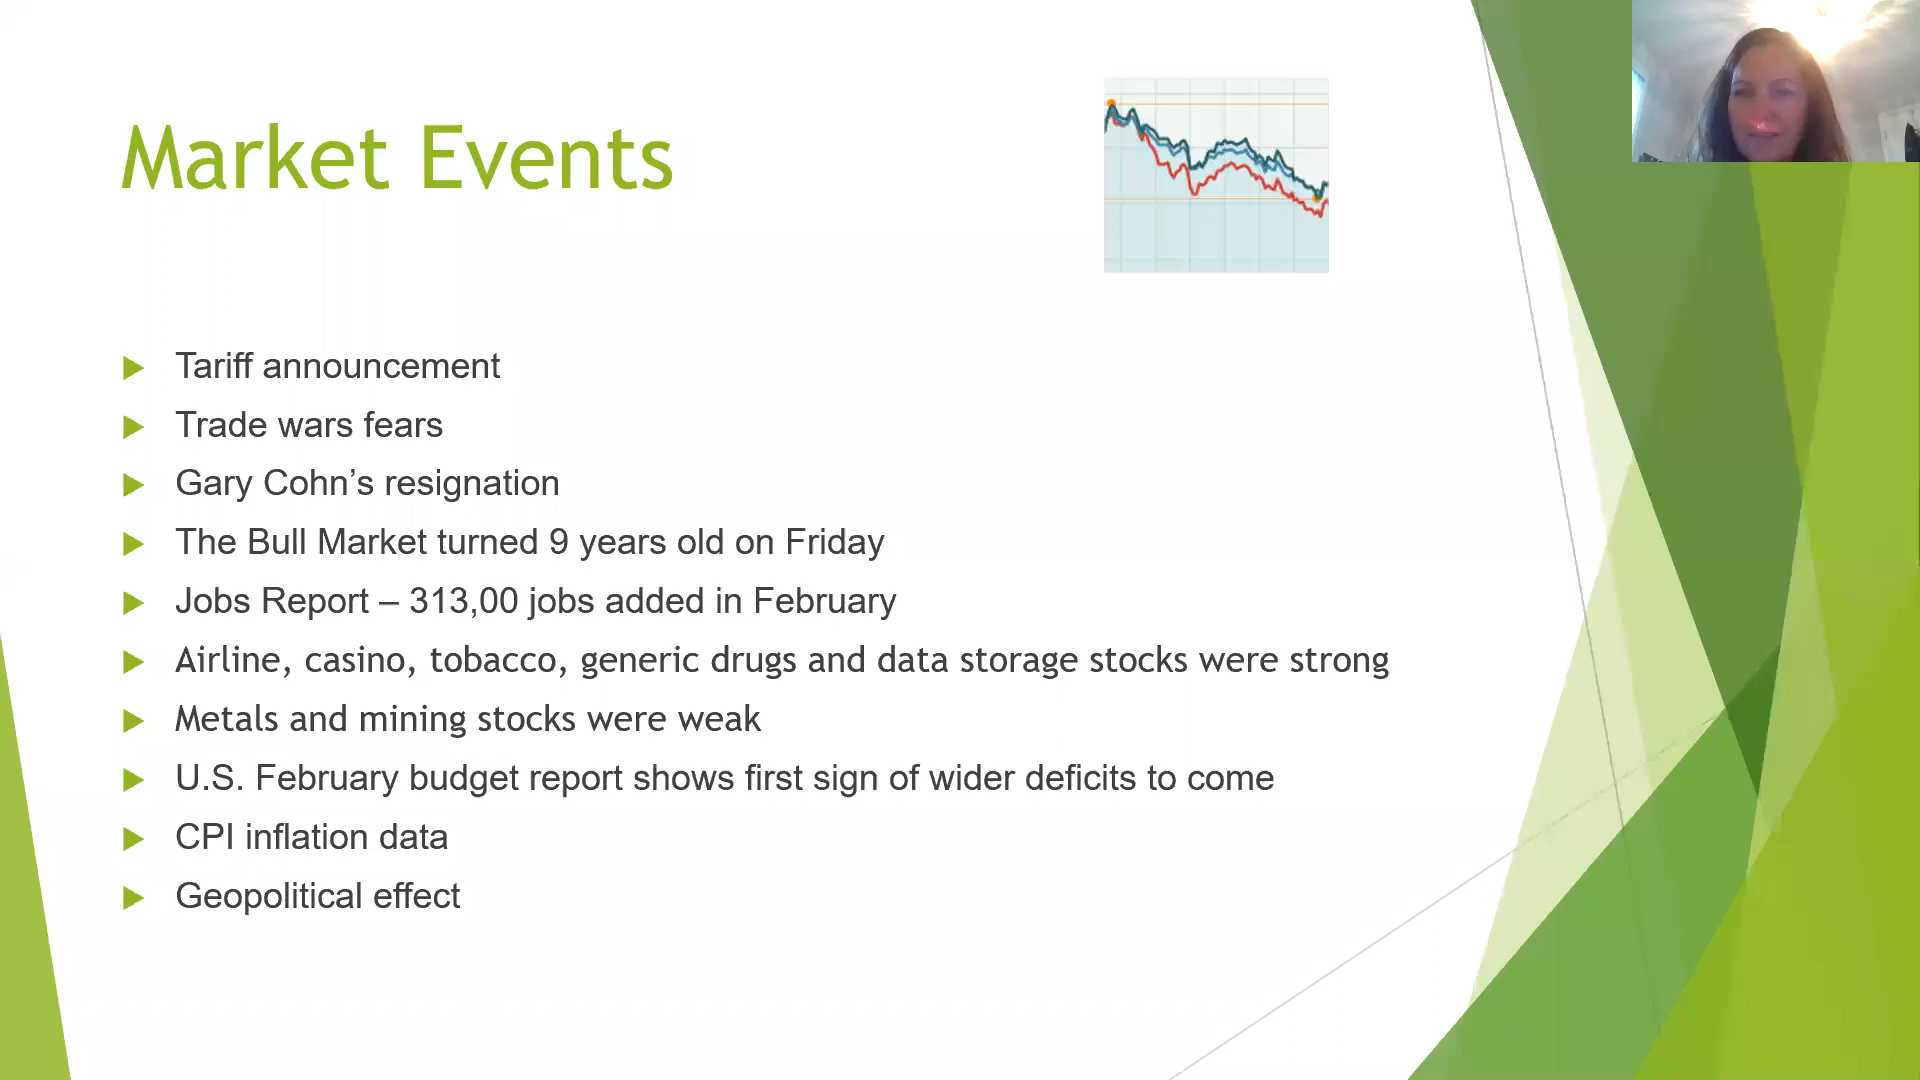 Market Events
Tariff announcement
Trade wars fears
Gary Cohn’s resignation
The Bull Market turned 9 years old on Friday
Jobs Report – 313,00 jobs added in February
Airline, casino, tobacco, generic drugs and data storage stocks were strong
Metals and mining stocks were weak
U.S. February budget report shows first sign of wider deficits to come
CPI inflation data
Geopolitical effect